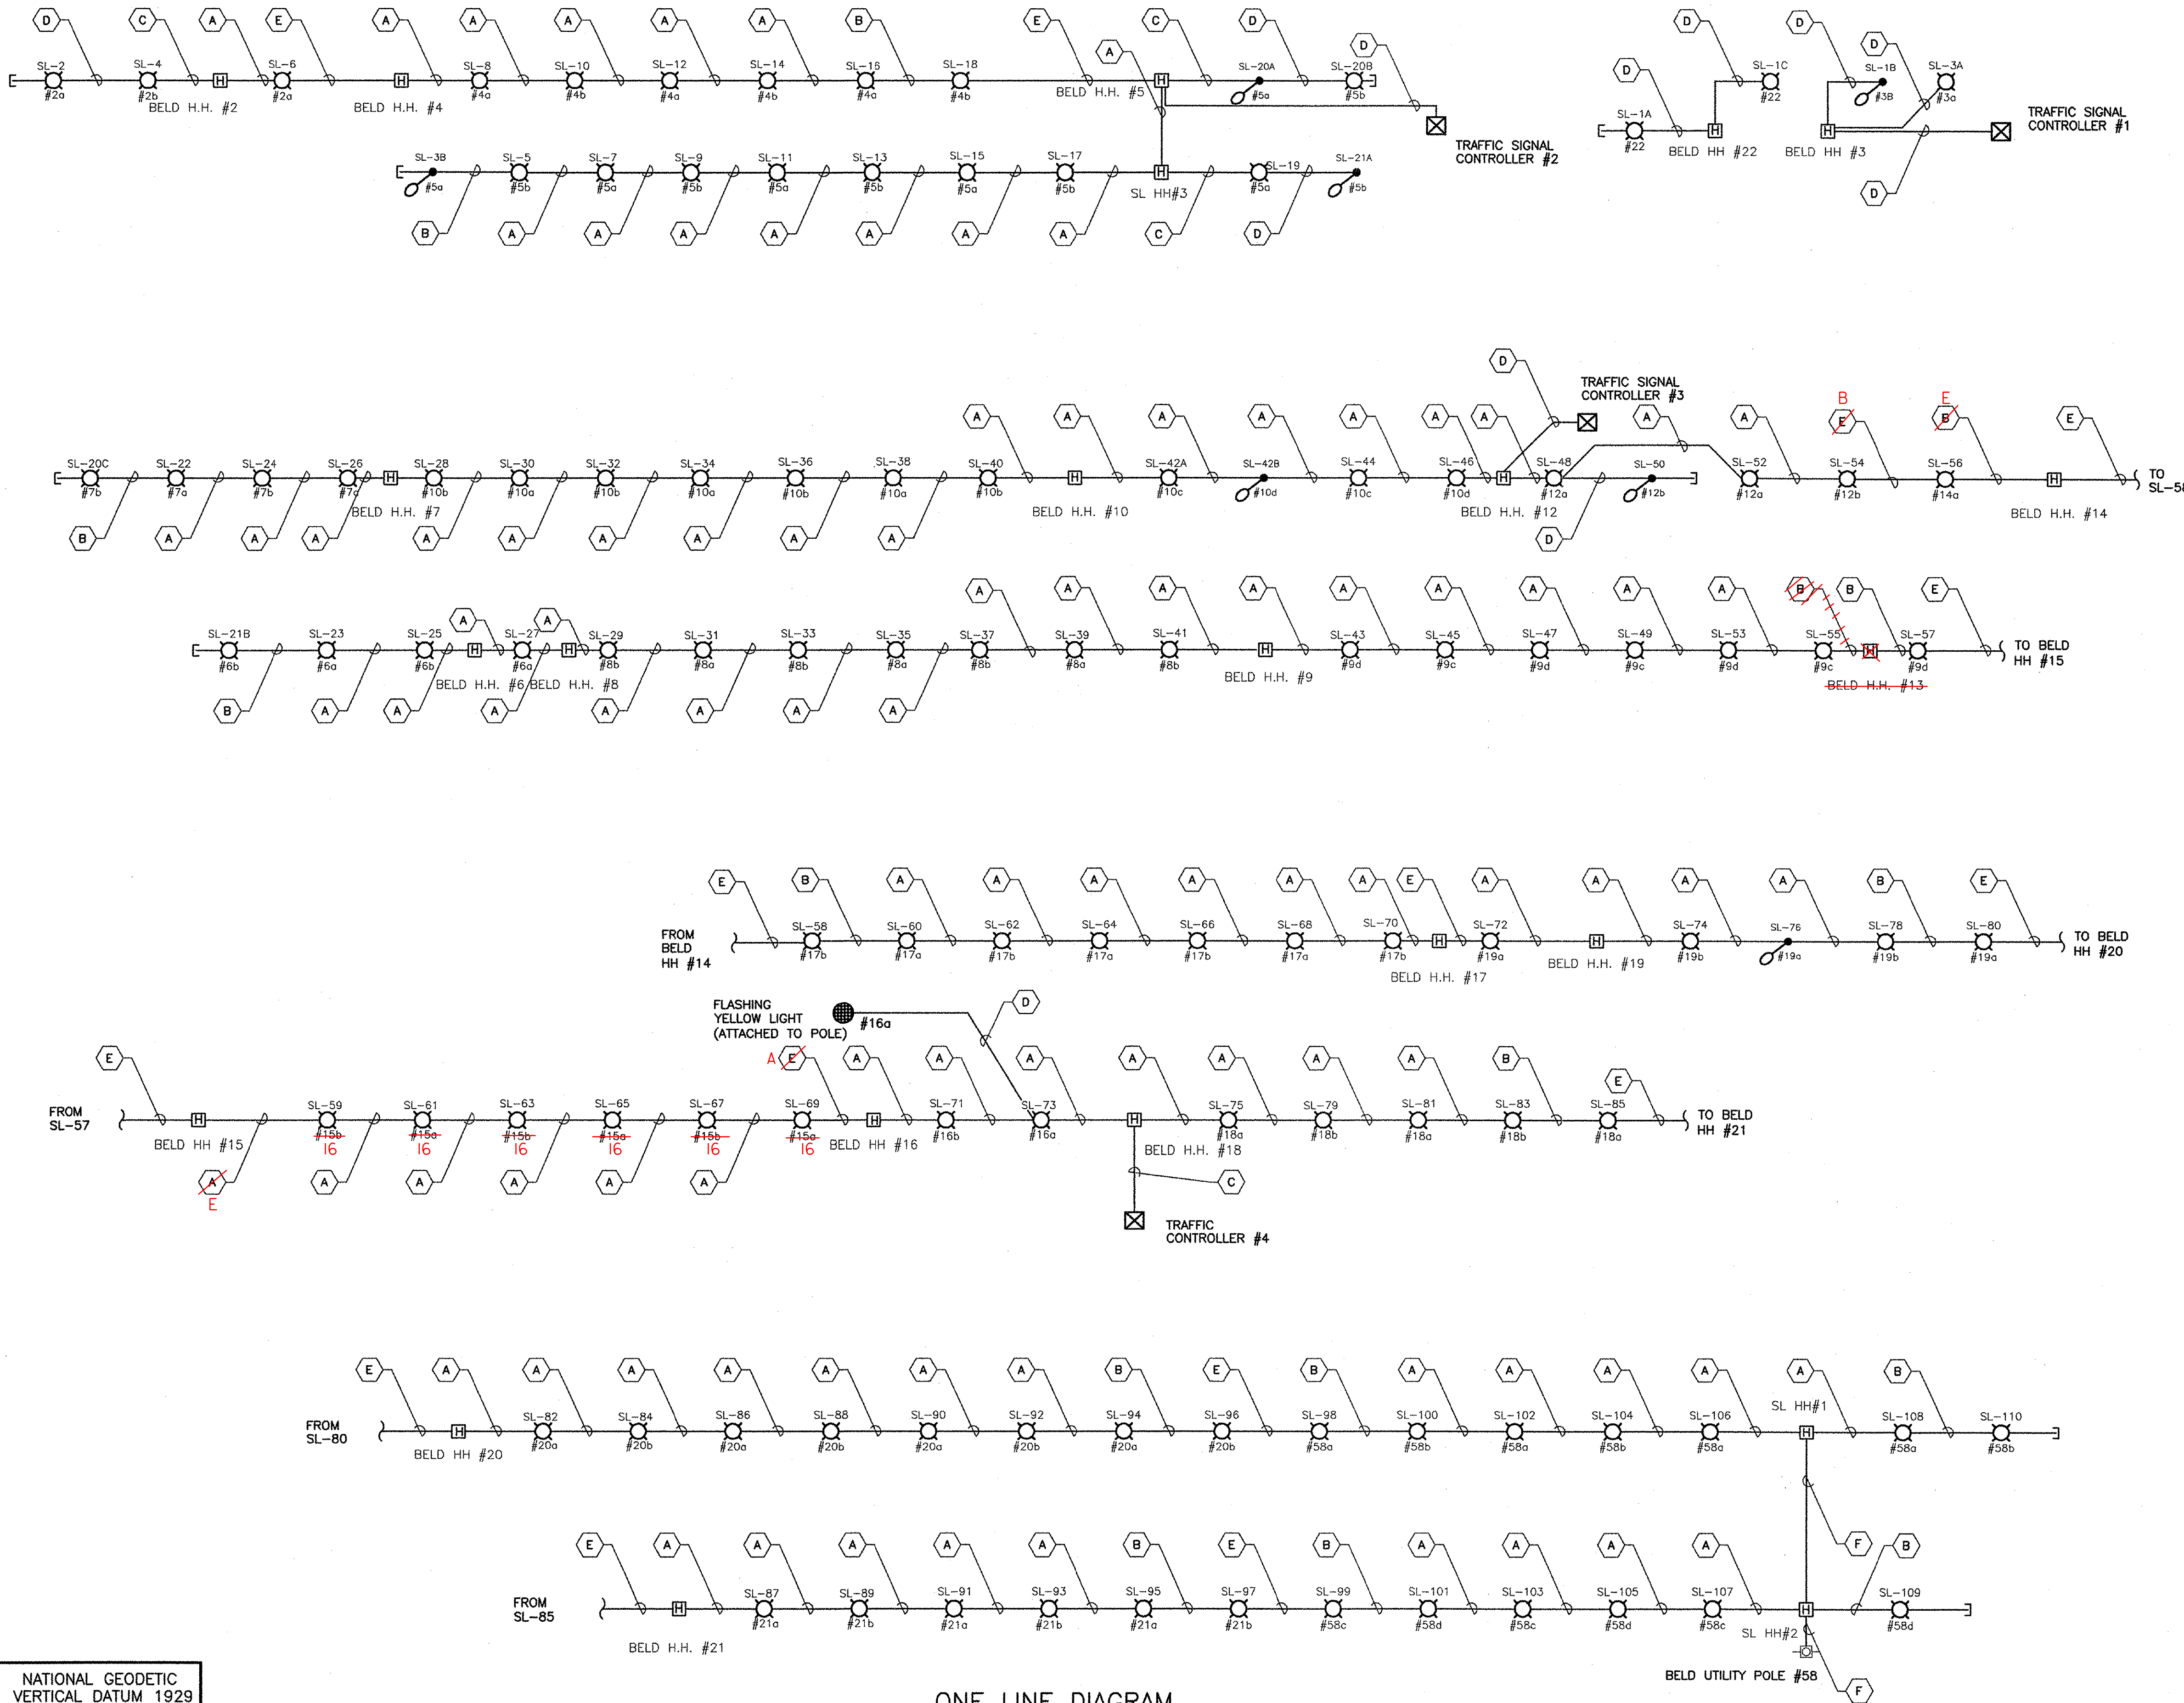 D C A E A A A A A B E C D
A D
SL-2 SL-4 SL-6 SL-8 SL-10 SL-12 SL-14 SL-16 SL-18 SL-20A SL-20B
H H H
#2a #2b #2a #4a #4b #4a #4b #4a #4b #5a #5b
BELD H.H. #2 BELD H.H. #4 BELD H.H. #5
TRAFFIC SIGNAL
CONTROLLER #2
D D D
D
SL-1C SL-1B SL-3A
#22 #3B #3a
SL-1A H H
#22 BELD HH #22 BELD HH #3
TRAFFIC SIGNAL
CONTROLLER #1
D
SL-3B SL-5 SL-7 SL-9 SL-11 SL-13 SL-15 SL-17 H SL-19 SL-21A
#5a #5b #5a #5b #5a #5b #5a #5b #5a #5b
SL HH#3
B A A A A A A A C D
D
TRAFFIC SIGNAL
CONTROLLER #3
B E
A A A A A A A A A E B E
SL-20C SL-22 SL-24 SL-26 SL-28 SL-30 SL-32 SL-34 SL-36 SL-38 SL-40 SL-42A SL-42B SL-44 SL-46 SL-48 SL-50 SL-52 SL-54 SL-56
H H H H
#7b #7a #7b #7a #10b #10a #10b #10a #10b #10a #10b #10c #10d #10c #10d #12a #12b #12a #12b #14a
TO
SL-58
BELD H.H. #7 BELD H.H. #10 BELD H.H. #12 BELD H.H. #14
B A A A A A A A A A D
A A A A A A A A A B B E
A A
SL-21B SL-23 SL-25 SL-27 SL-29 SL-31 SL-33 SL-35 SL-37 SL-39 SL-41 SL-43 SL-45 SL-47 SL-49 SL-53 SL-55 SL-57
H H H H
#6b #6a #6b #6a #8b #8a #8b #8a #8b #8a #8b #9d #9c #9d #9c #9d #9c #9d
TO BELD
HH #15
BELD H.H. #6 BELD H.H. #8 BELD H.H. #9 BELD H.H. #13
B A A A A A A A
E B A A A A A A E A A A A B E
FROM
BELD
HH #14
SL-58 SL-60 SL-62 SL-64 SL-66 SL-68 SL-70 SL-72 SL-74 SL-76 SL-78 SL-80
H H
#17b #17a #17b #17a #17b #17a #17b #19a #19b #19a #19b #19a
TO BELD
HH #20
BELD H.H. #17 BELD H.H. #19
FLASHING
YELLOW LIGHT
(ATTACHED TO POLE)
#16a
D
E A E A A A A A A A B
E
FROM
SL-57
SL-59 SL-61 SL-63 SL-65 SL-67 SL-69 SL-71 SL-73 SL-75 SL-79 SL-81 SL-83 SL-85
H H H
#15b #15a #15b #15a #15b #15a #16b #16a #18a #18b #18a #18b #18a
16 16 16 16 16 16
BELD HH #15 BELD HH #16 BELD H.H. #18
TO BELD
HH #21
A A A A A A C
E
TRAFFIC
CONTROLLER #4
E A A A A A A A B E B A A A A A B
FROM
SL-80
SL HH#1
SL-82 SL-84 SL-86 SL-88 SL-90 SL-92 SL-94 SL-96 SL-98 SL-100 SL-102 SL-104 SL-106 SL-108 SL-110
H H
#20a #20b #20a #20b #20a #20b #20a #20b #58a #58b #58a #58b #58a #58a #58b
BELD HH #20
E A A A A A B E B A A A A F B
FROM
SL-85
SL-87 SL-89 SL-91 SL-93 SL-95 SL-97 SL-99 SL-101 SL-103 SL-105 SL-107 SL-109
H H
#21a #21b #21a #21b #21a #21b #58c #58d #58c #58d #58c #58d
BELD H.H. #21 SL HH#2
BELD UTILITY POLE #58
F
NATIONAL GEODETIC
VERTICAL DATUM 1929
ONE LINE DIAGRAM